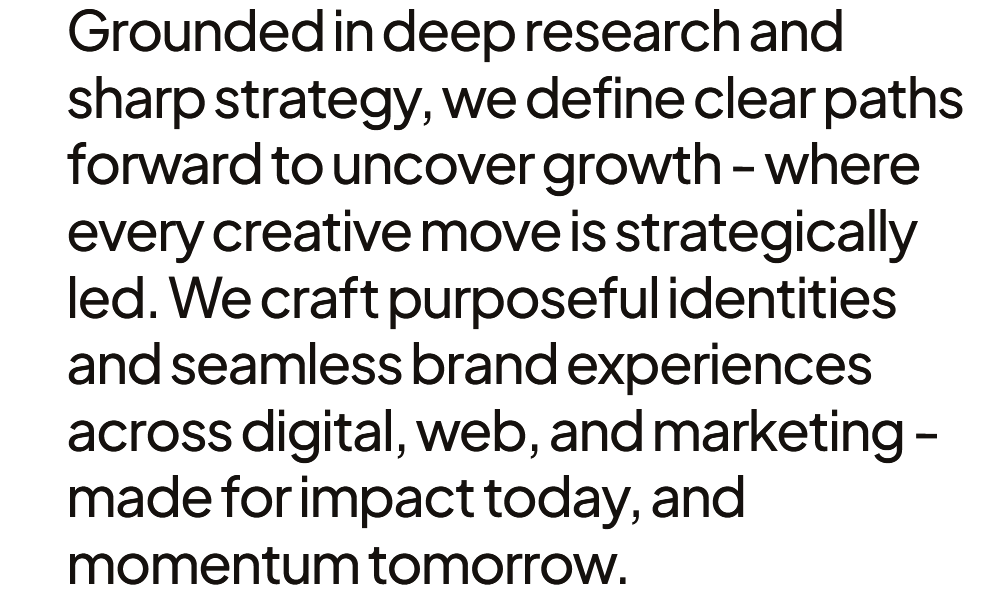 Grounded in deep research and
sharp strategy, we define clear paths
forward to uncover growth – where
every creative move is strategically
led. We craft purposeful identities
and seamless brand experiences
across digital, web, and marketing –
made for impact today, and
momentum tomorrow.